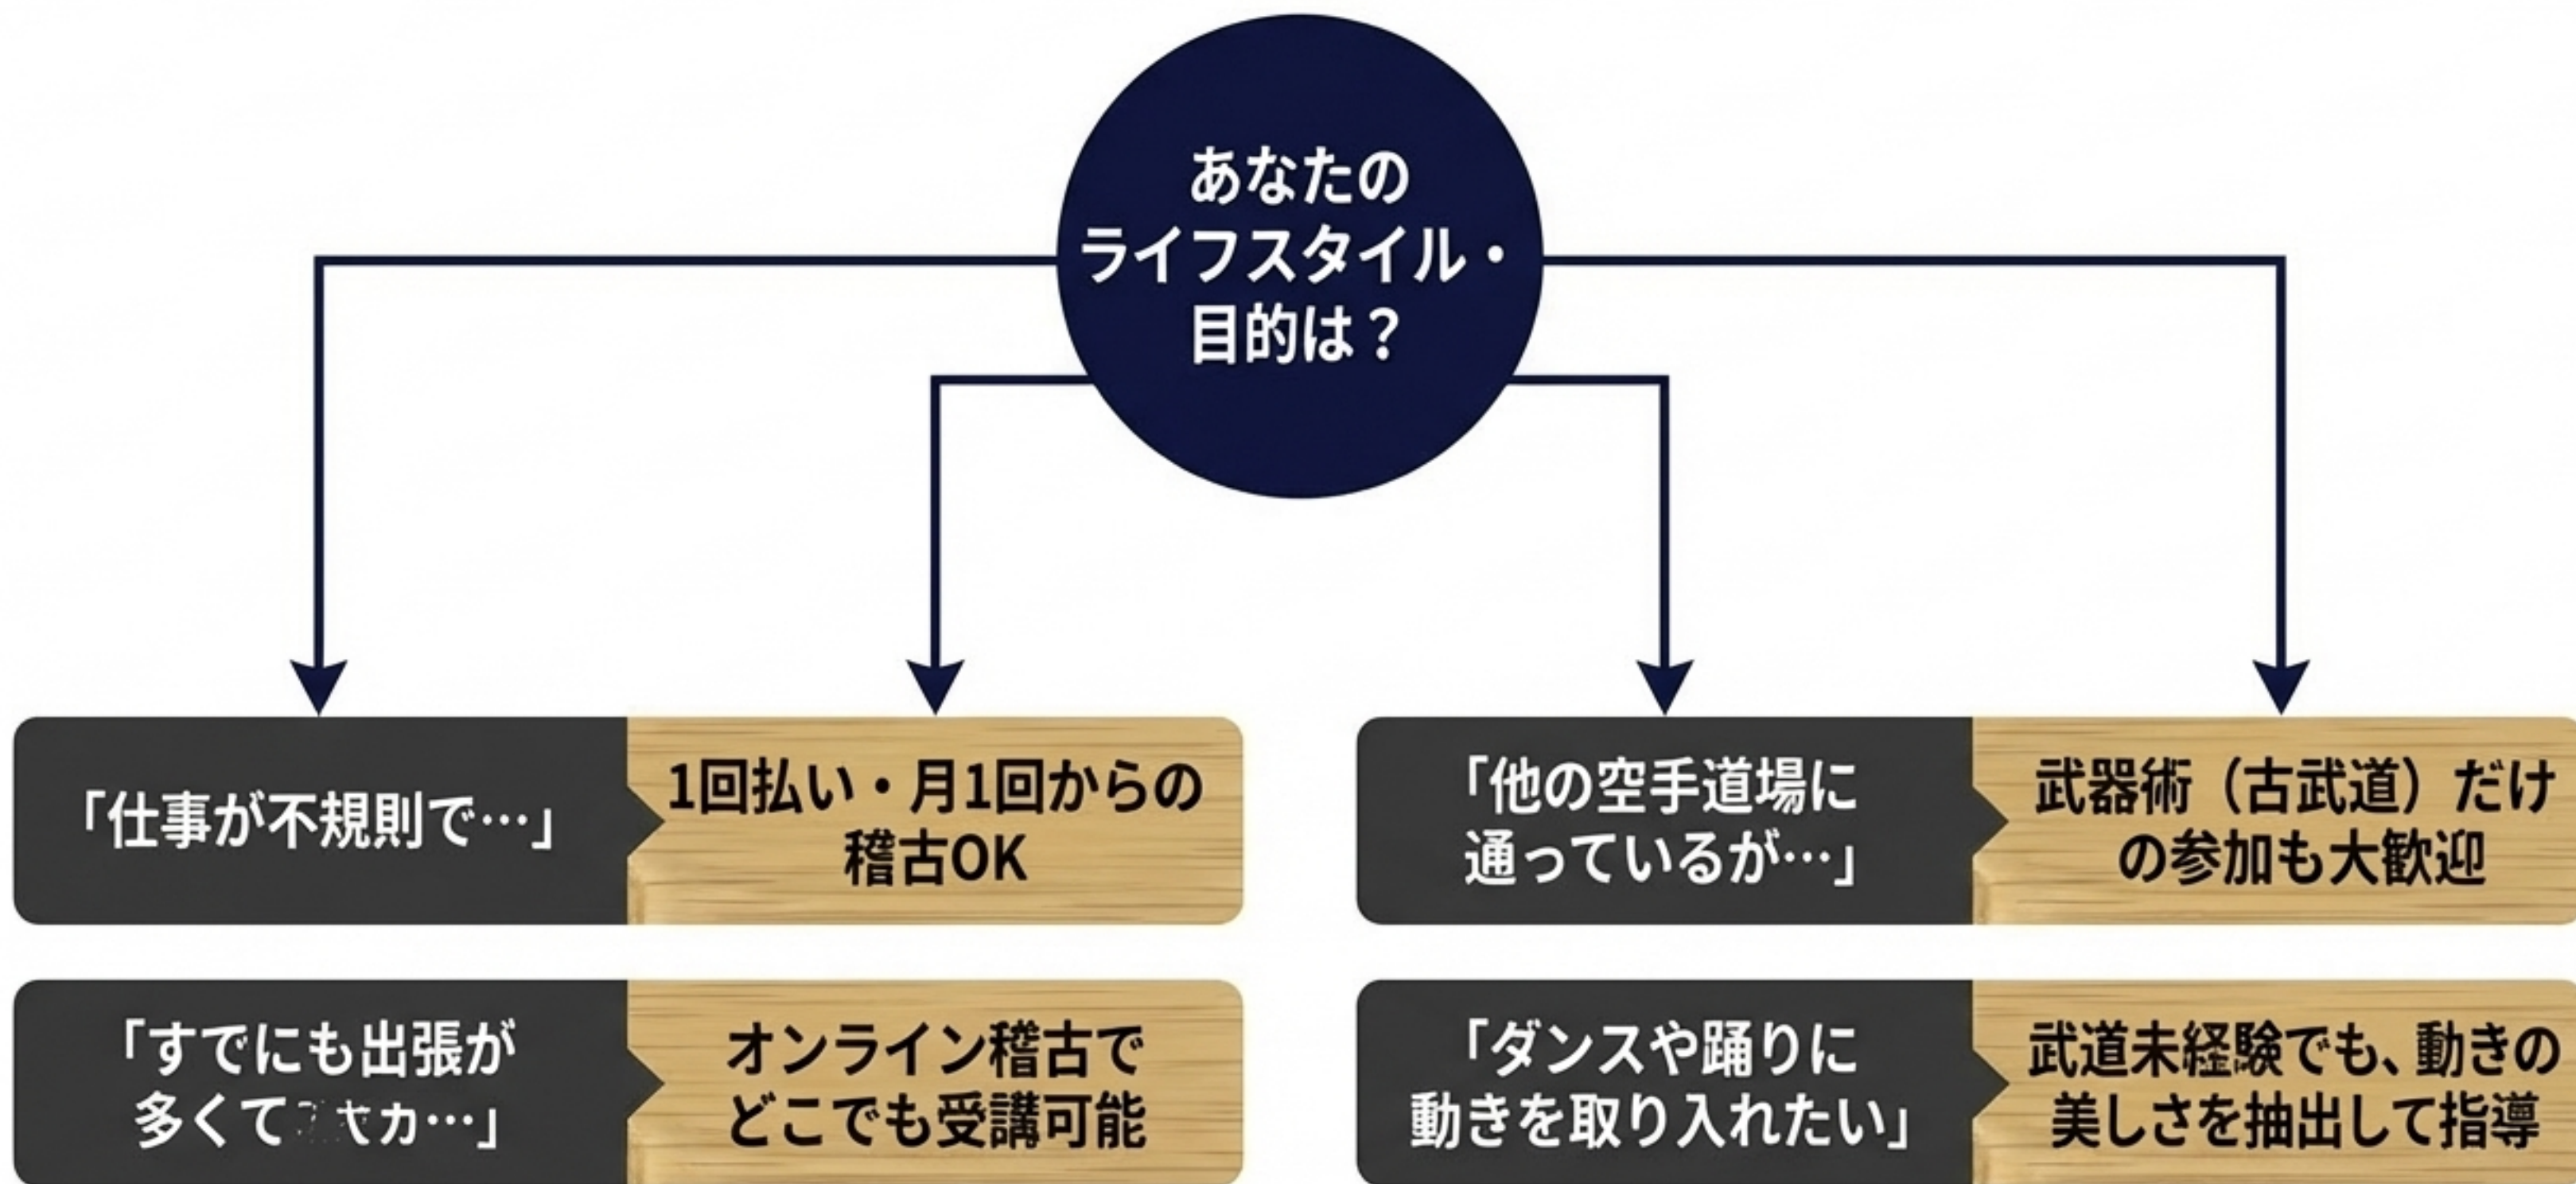 あなたの
ライフスタイル・
目的は？
「仕事が不規則で…」
1回払い・月1回からの
稽古OK
「すでにも出張が
多くて カ…」
オンライン稽古で
どこでも受講可能
「他の空手道場に
通っているが…」
武器術（古武道）だけ
の参加も大歓迎
「ダンスや踊りに
動きを取り入れたい」
武道未経験でも、動きの
美しさを抽出して指導